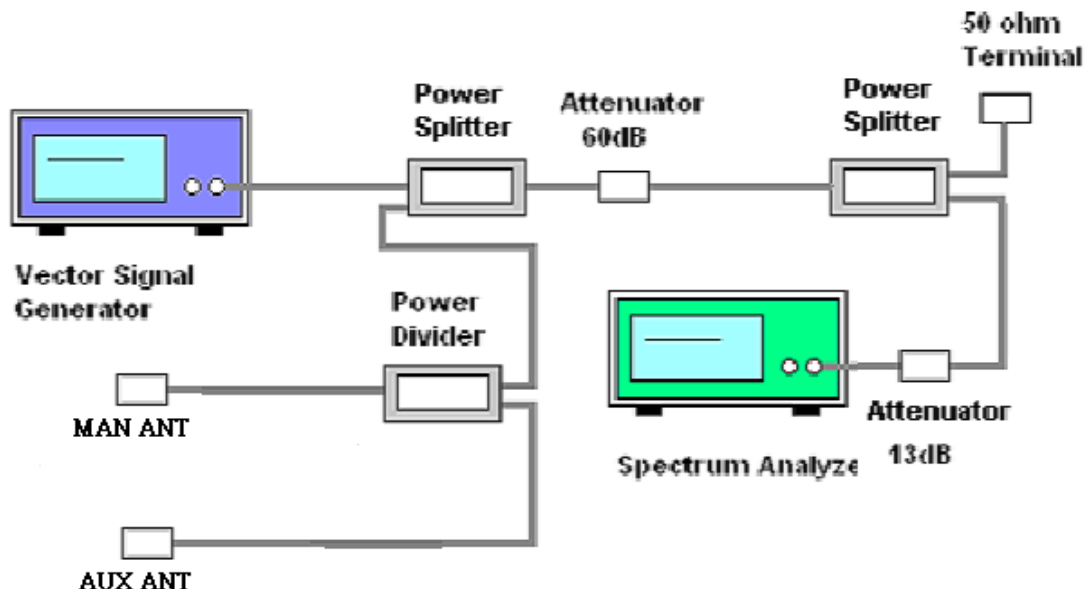 50 ohm
Terminal
Power
Splitter
Attenuator
60dB
Power
Splitter
Vector Signal
Generator
Power
Divider
MAN ANT
Attenuator
13dB
Spectrum Analyze
AUX ANT